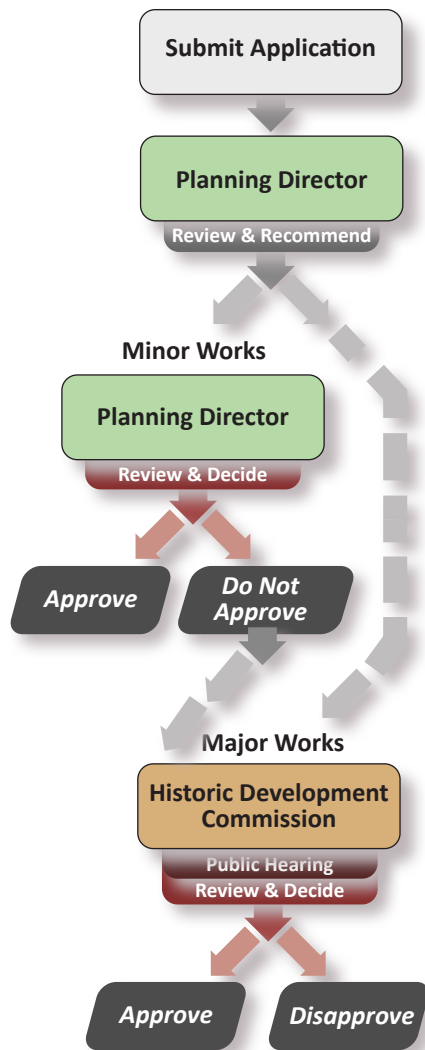 Submit Application
Planning Director
Review & Recommend
Minor Works
Planning Director
Review & Decide
Approve
Do Not
Approve
Major Works
Historic Development
Commission
Public Hearing
Review & Decide
Approve
Disapprove